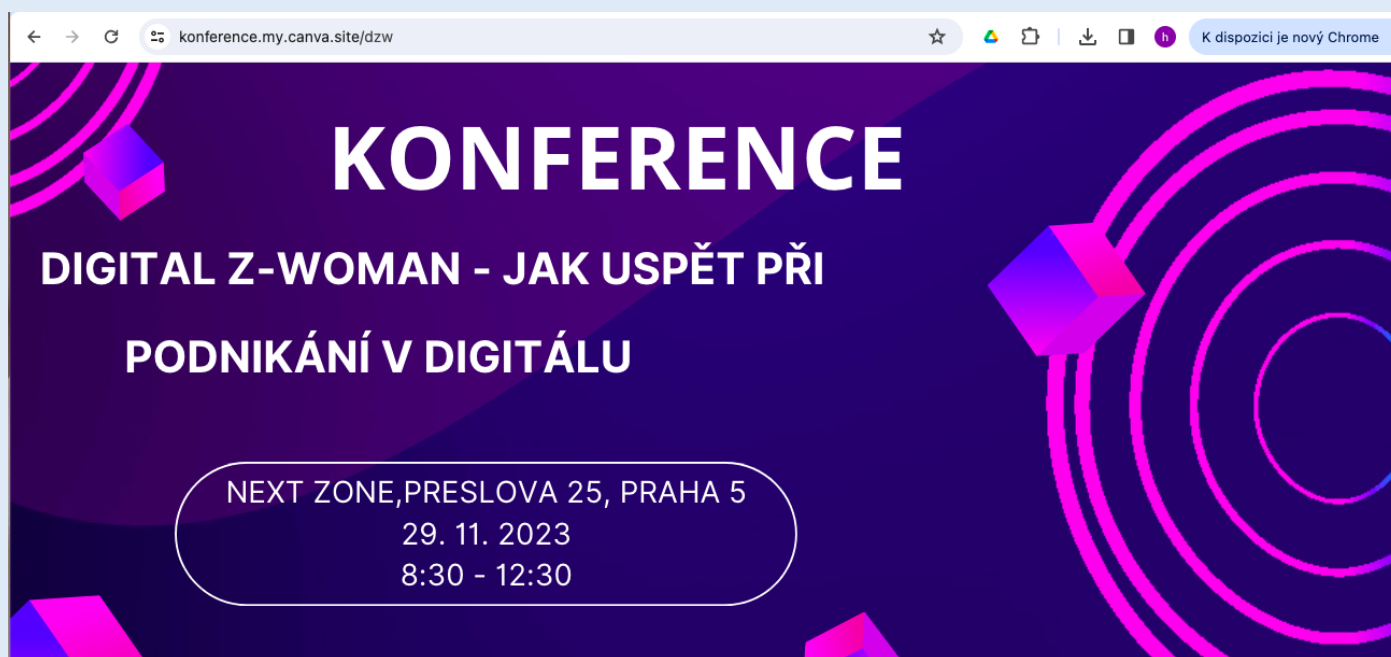 konference.my.canva.site/dzw
h
K dispozici je nový Chrome
KONFERENCE
DIGITAL Z-WOMAN - JAK USPĚT PŘI
PODNIKÁNÍ V DIGITÁLU
NEXT ZONE,PRESLOVA 25, PRAHA 5
29. 11. 2023
8:30 - 12:30